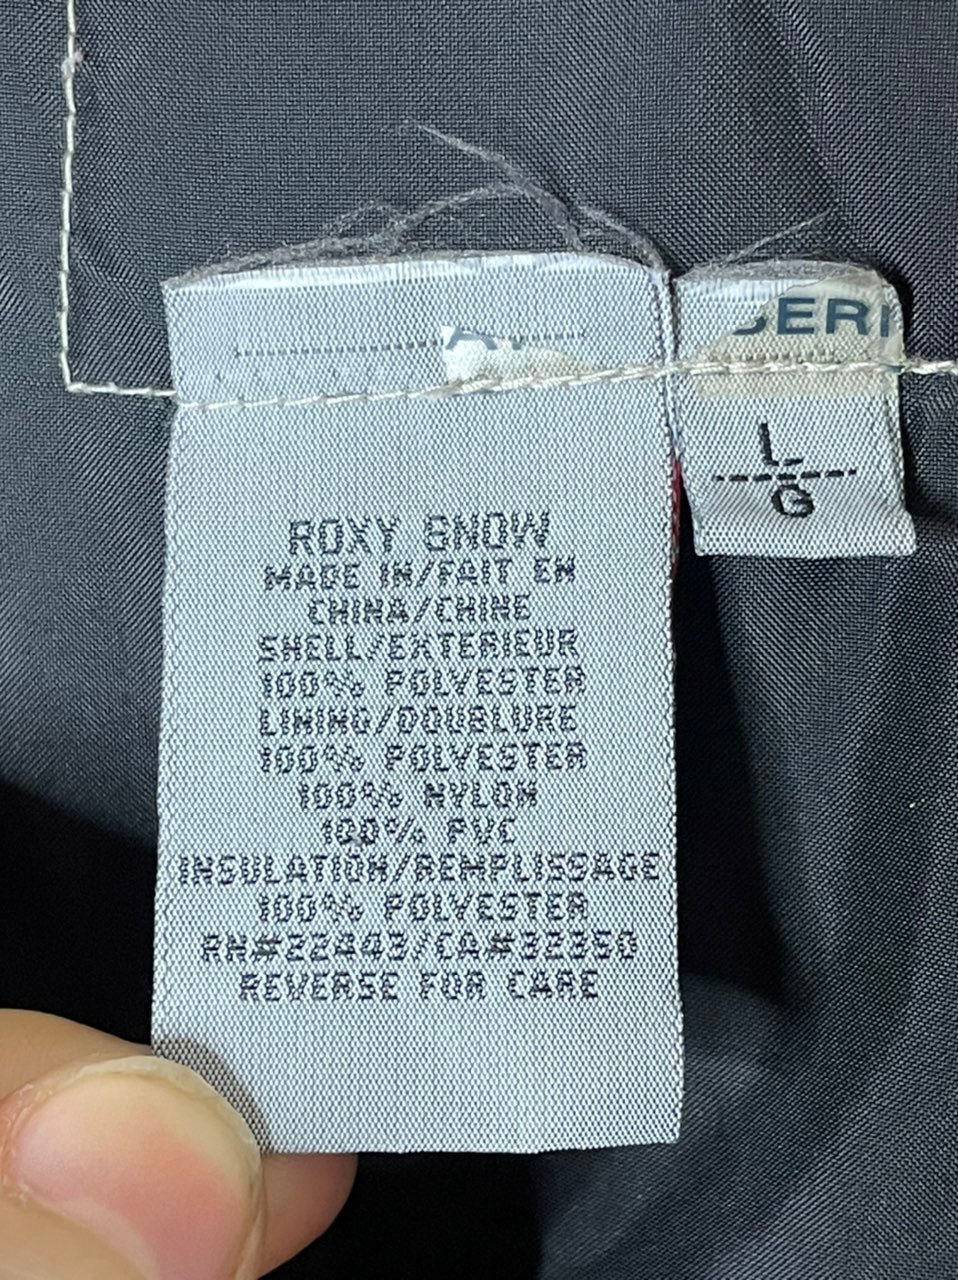 ROXY SNOW
MADE IN/FAIT EN
CHINA/CHINE
SHELL/EXTERIEUR
100% POLYESTER
LINING/DOUBLURE
100% POLYESTER
100% NYLON
100% PVC
INSULATION/REMPLISSAGE
100% POLYESTER
RN#22443/CA#32350
REVERSE FOR CARE
L
G